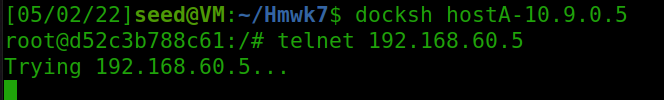 [05/02/22]seed@VM:~/Hmwk7$ docksh hostA-10.9.0.5
root@d52c3b788c61:/# telnet 192.168.60.5
Trying 192.168.60.5...